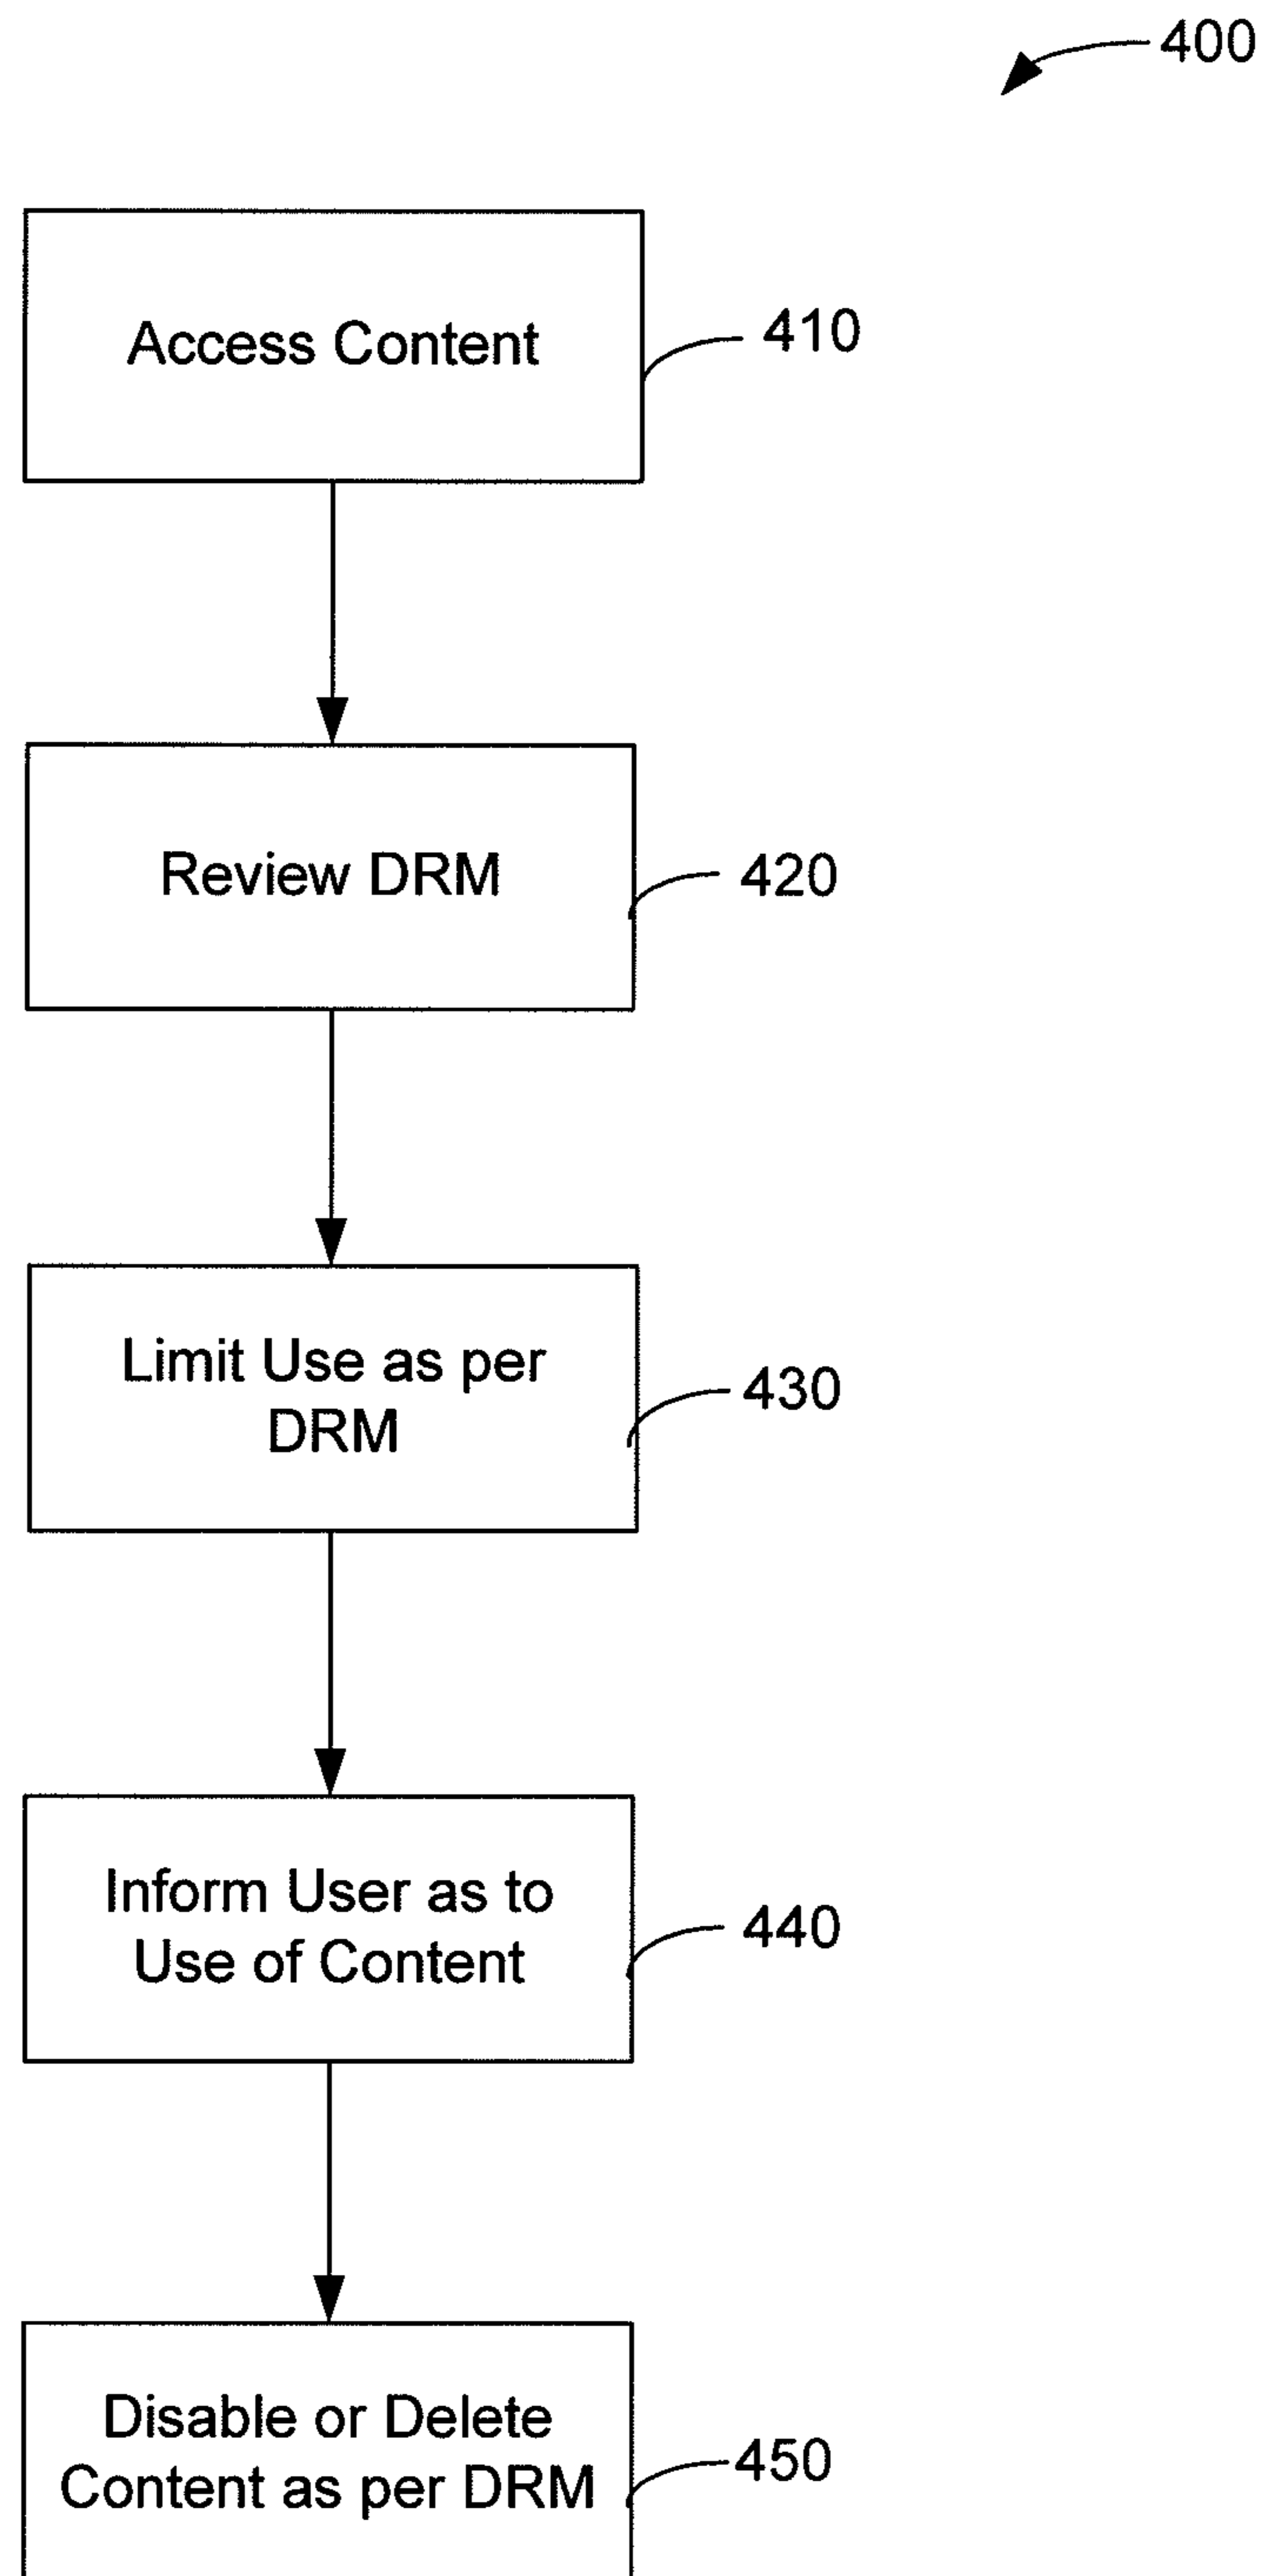 400
Access Content
410
Review DRM
420
Limit Use as per
DRM
430
Inform User as to
Use of Content
440
Disable or Delete
Content as per DRM
450